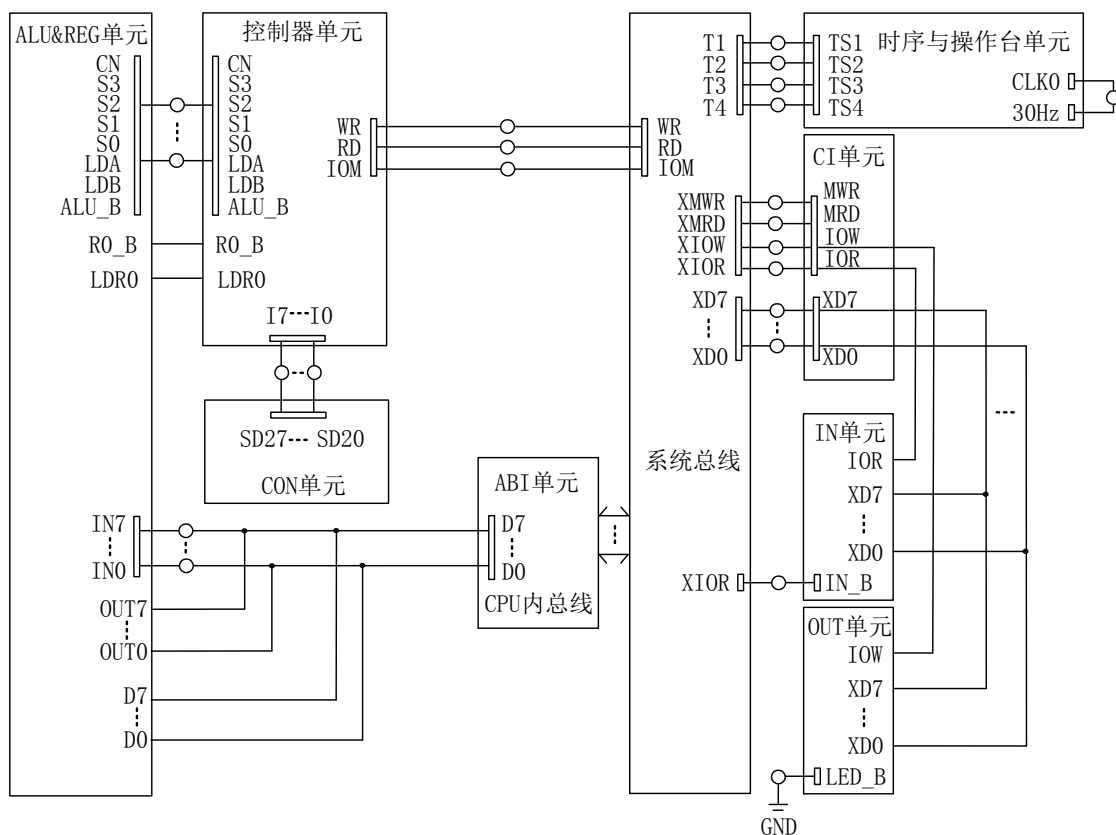 ALU&REG单元
CN
S3
S2
S1
S0
LDA
LDB
ALU_B
R0_B
LDR0
IN7
IN0
OUT7
OUT0
D7
D0
控制器单元
CN
S3
S2
S1
S0
LDA
LDB
ALU_B
R0_B
LDR0
WR
RD
IOM
I7---I0
SD27--- SD20
CON单元
ABI单元
D7
D0
CPU内总线
WR
RD
IOM
T1
T2
T3
T4
XMWR
XMRD
XIOW
XIOR
XD7
XD0
系统总线
XIOR
TS1
TS2
TS3
TS4
时序与操作台单元
CLK0
30Hz
CI单元
MWR
MRD
IOW
IOR
XD7
XD0
IN单元
IOR
XD7
XD0
IN_B
OUT单元
IOW
XD7
XD0
LED_B
GND